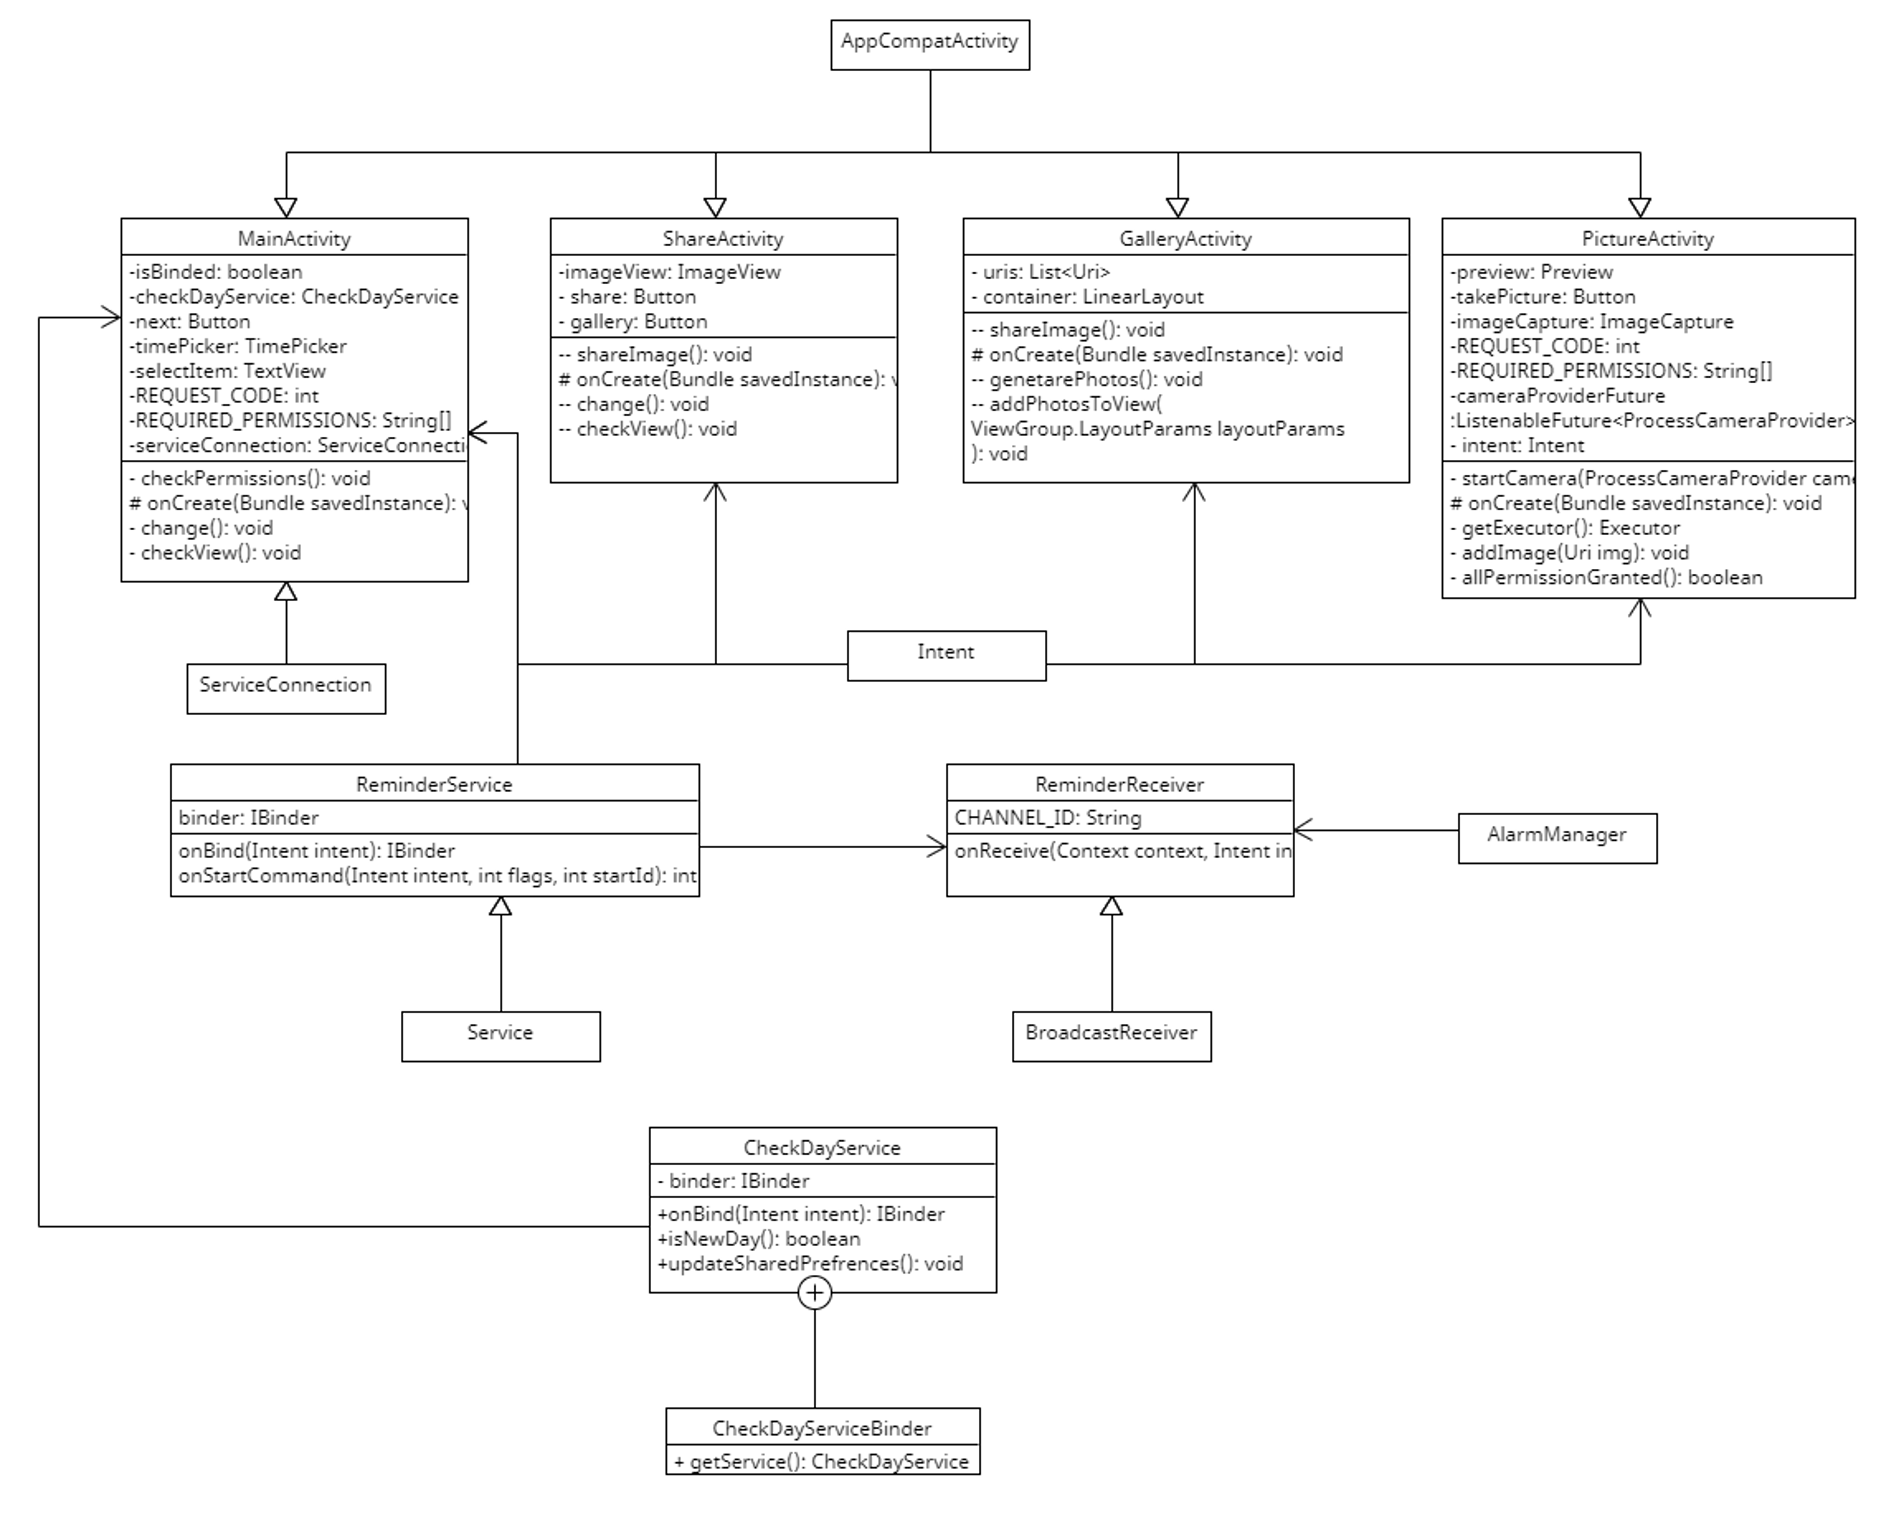 AppCompatActivity
MainActivity
-isBinded: boolean
-checkDayService: CheckDayService
-next: Button
-timePicker: TimePicker
-selectItem: TextView
-REQUEST_CODE: int
-REQUIRED_PERMISSIONS: String[]
-serviceConnection: ServiceConnecti
- checkPermissions(): void
# onCreate(Bundle savedInstance): v
- change(): void
- checkView(): void
ShareActivity
-imageView: ImageView
- share: Button
- gallery: Button
-- shareImage(): void
# onCreate(Bundle savedInstance): v
-- change(): void
-- checkView(): void
GalleryActivity
- uris: List<Uri>
- container: LinearLayout
-- shareImage(): void
# onCreate(Bundle savedInstance): void
-- genetarePhotos(): void
-- addPhotosToView(
ViewGroup.LayoutParams layoutParams
): void
PictureActivity
-preview: Preview
-takePicture: Button
-imageCapture: ImageCapture
-REQUEST_CODE: int
-REQUIRED_PERMISSIONS: String[]
-cameraProviderFuture
:ListenableFuture<ProcessCameraProvider>
- intent: Intent
- startCamera(ProcessCameraProvider came
# onCreate(Bundle savedInstance): void
- getExecutor(): Executor
- addImage(Uri img): void
- allPermissionGranted(): boolean
Intent
ServiceConnection
ReminderService
binder: IBinder
onBind(Intent intent): IBinder
onStartCommand(Intent intent, int flags, int startId): int
ReminderReceiver
CHANNEL_ID: String
onReceive(Context context, Intent in
AlarmManager
Service
BroadcastReceiver
CheckDayService
- binder: IBinder
+onBind(Intent intent): IBinder
+isNewDay(): boolean
+updateSharedPrefrences(): void
CheckDayServiceBinder
+ getService(): CheckDayService